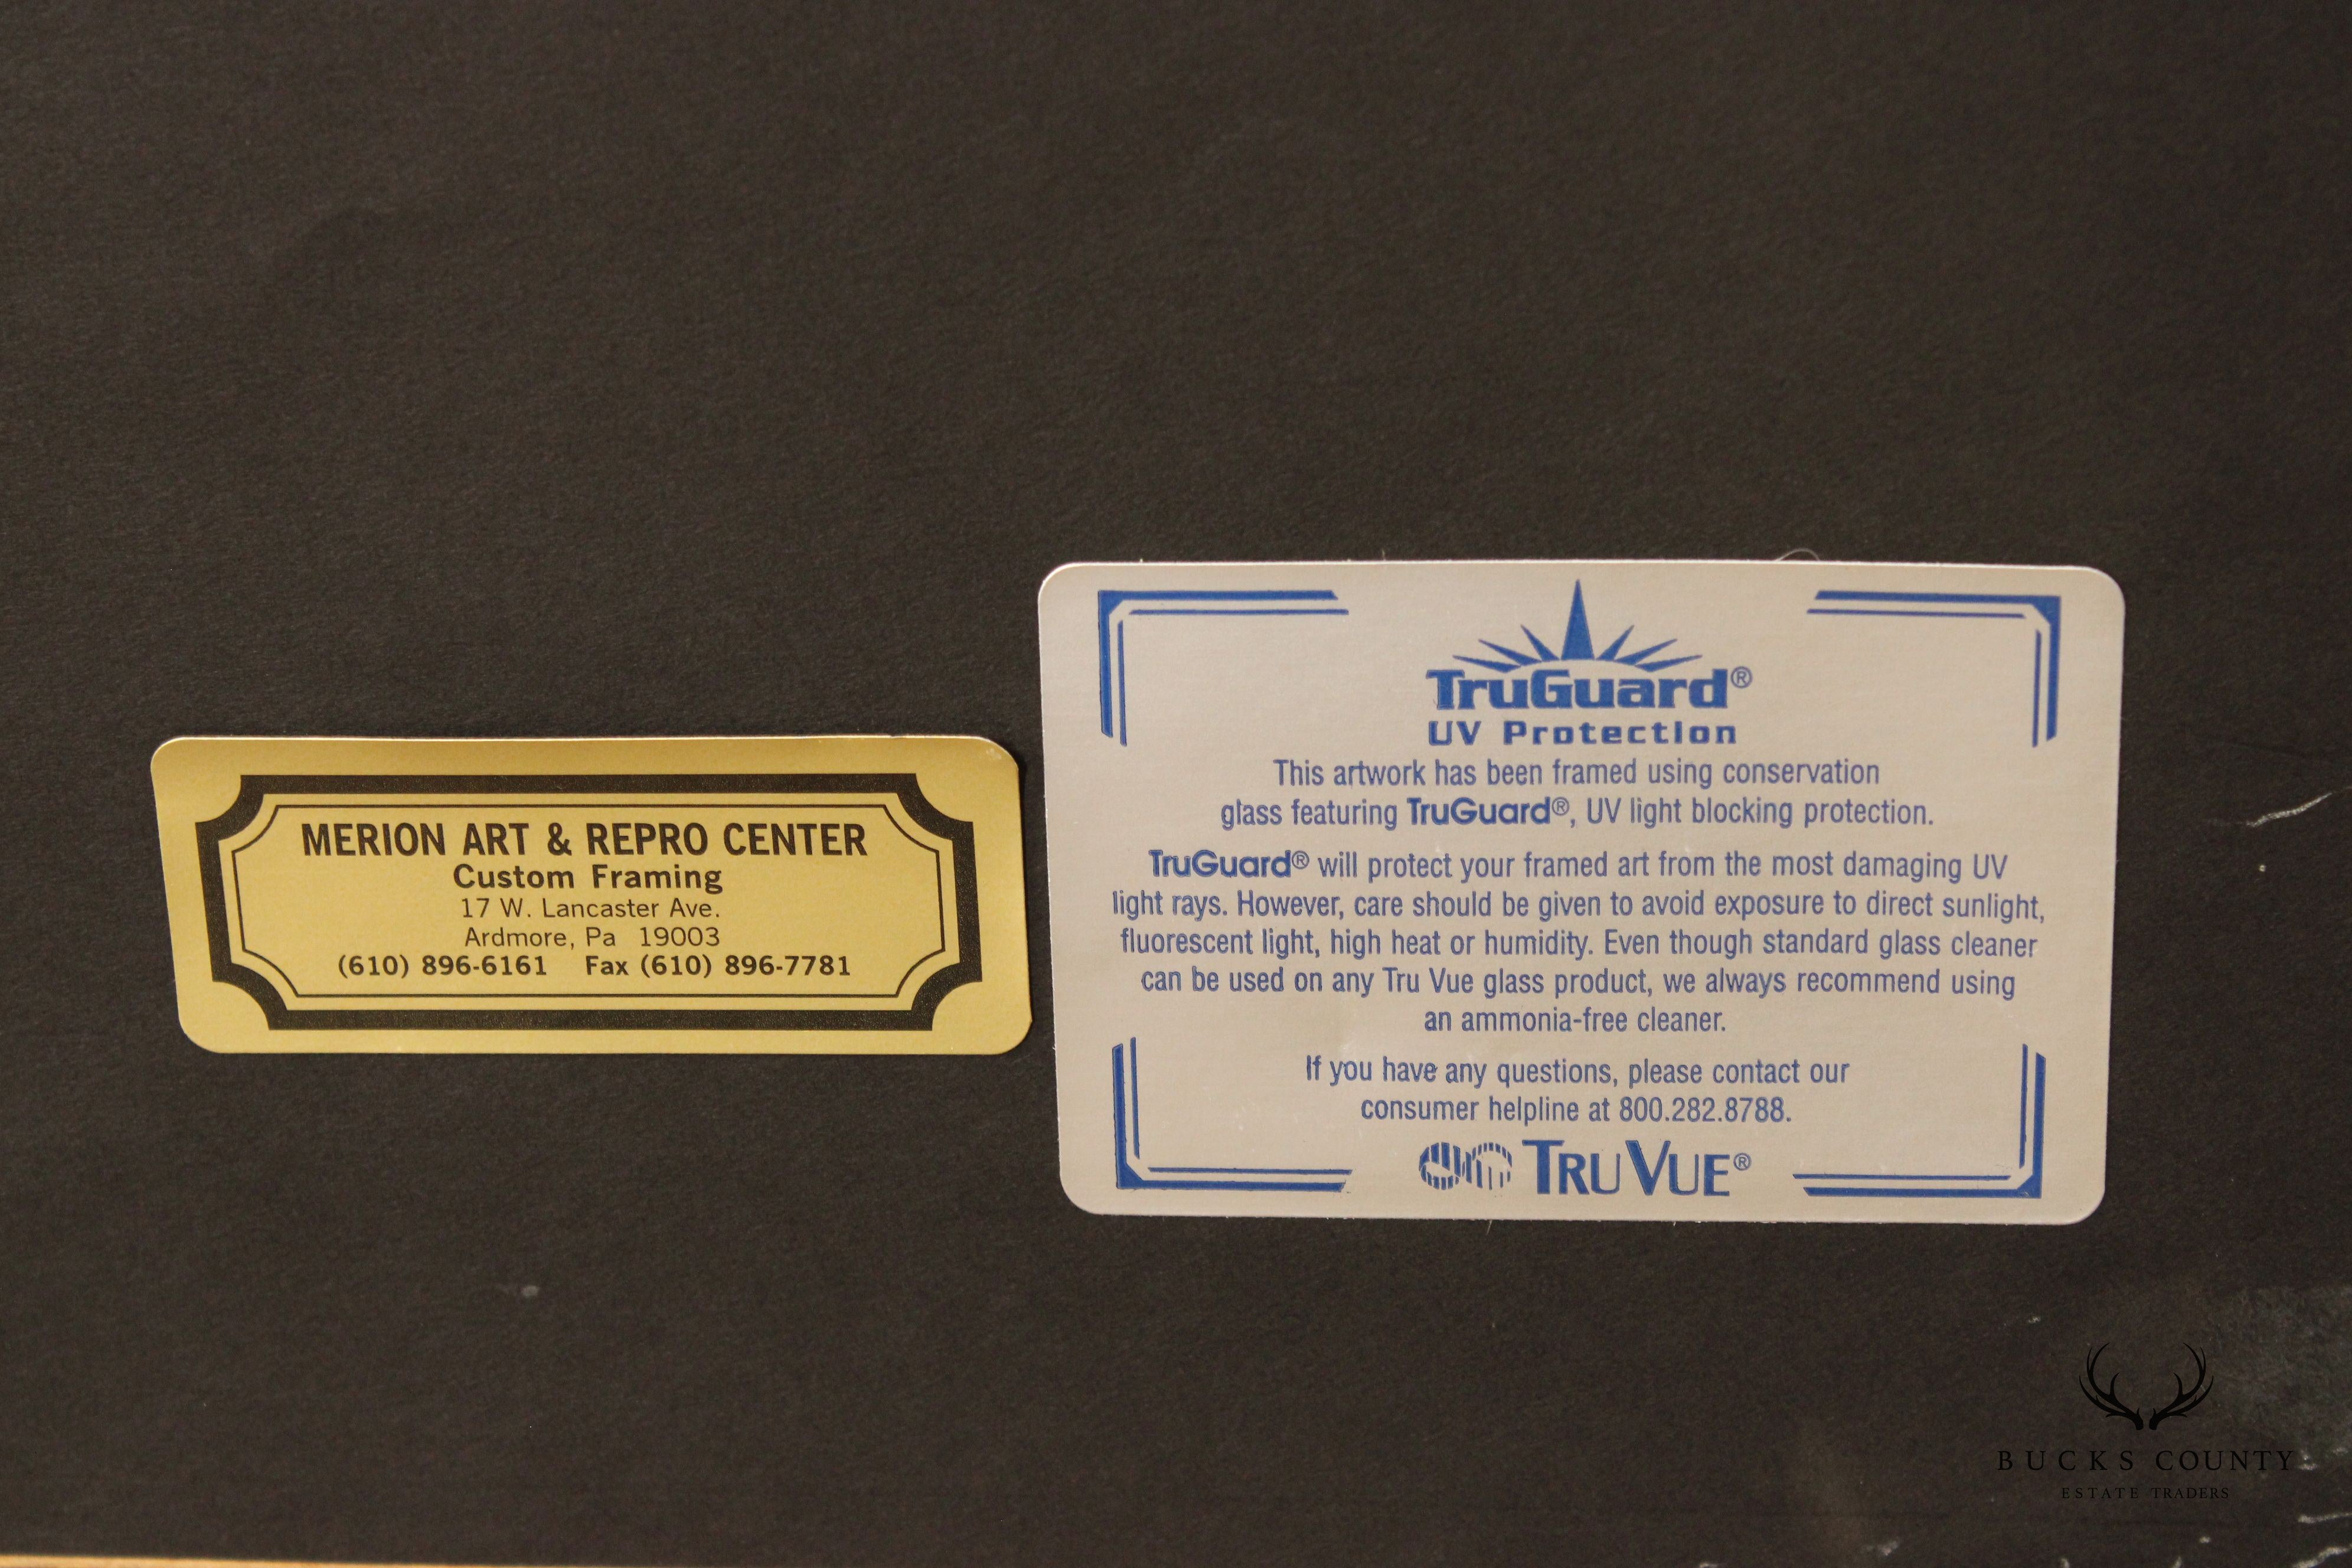 MERION ART & REPRO CENTER
Custom Framing
17 W. Lancaster Ave.
Ardmore, Pa 19003
(610) 896-6161 Fax (610) 896-7781
TruGuard®
UV Protection
This artwork has been framed using conservation
glass featuring TruGuard®, UV light blocking protection.
TruGuard® will protect your framed art from the most damaging UV
light rays. However, care should be given to avoid exposure to direct sunlight,
fluorescent light, high heat or humidity. Even though standard glass cleaner
can be used on any Tru Vue glass product, we always recommend using
an ammonia-free cleaner.
If you have any questions, please contact our
consumer helpline at 800.282.8788.
TRU VUE®
BUCKS COUNTY
ESTATE TRADERS